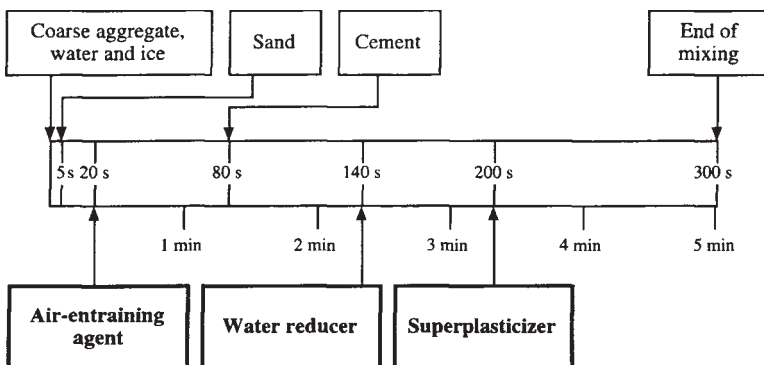 Coarse aggregate,
water and ice
Sand
Cement
End of
mixing
5 s 20 s 80 s 140 s 200 s 300 s
1 min 2 min 3 min 4 min 5 min
Air-entraining
agent
Water reducer
Superplasticizer